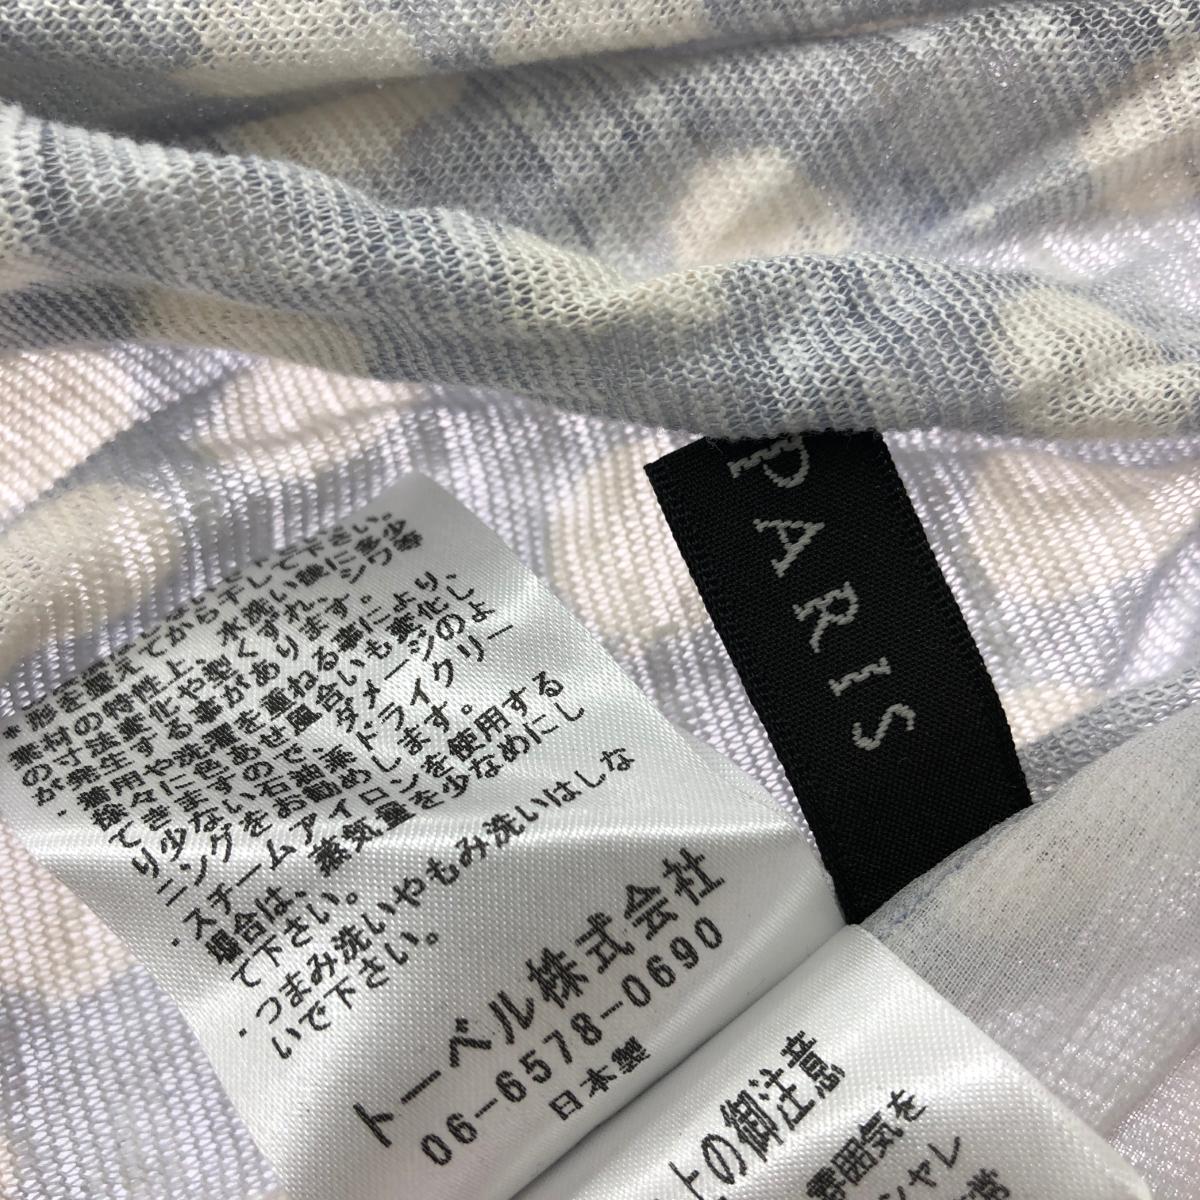 PARIS
形を整えてから干して下さい。
素材の特性上、水洗い後に多少
の寸法変化や型くずれ、シワ等
が発生する事があります。
・着用や洗濯を重ねる事により、
様々に色あせ風合いも変化し
てきますので、ダメージのよ
り少ない石油系ドライクリー
ニングをお勧めします。
・スチームアイロンを使用する
場合は、蒸気量を少なめにし
て下さい。
・つまみ洗いやもみ洗いはしな
いで下さい。
トーベル株式会社
06-6578-0690
日本製
上の御注意
雰囲気を
シャレ